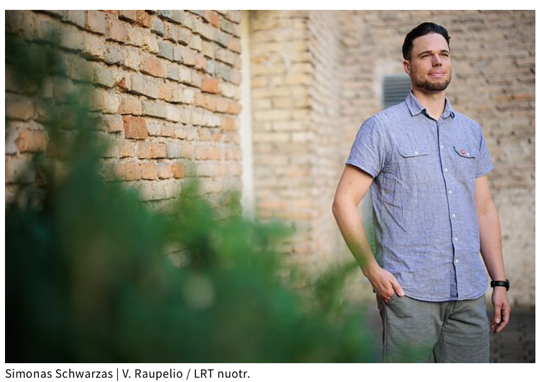 Simonas Schwarzas | V. Raupelio / LRT nuotr.